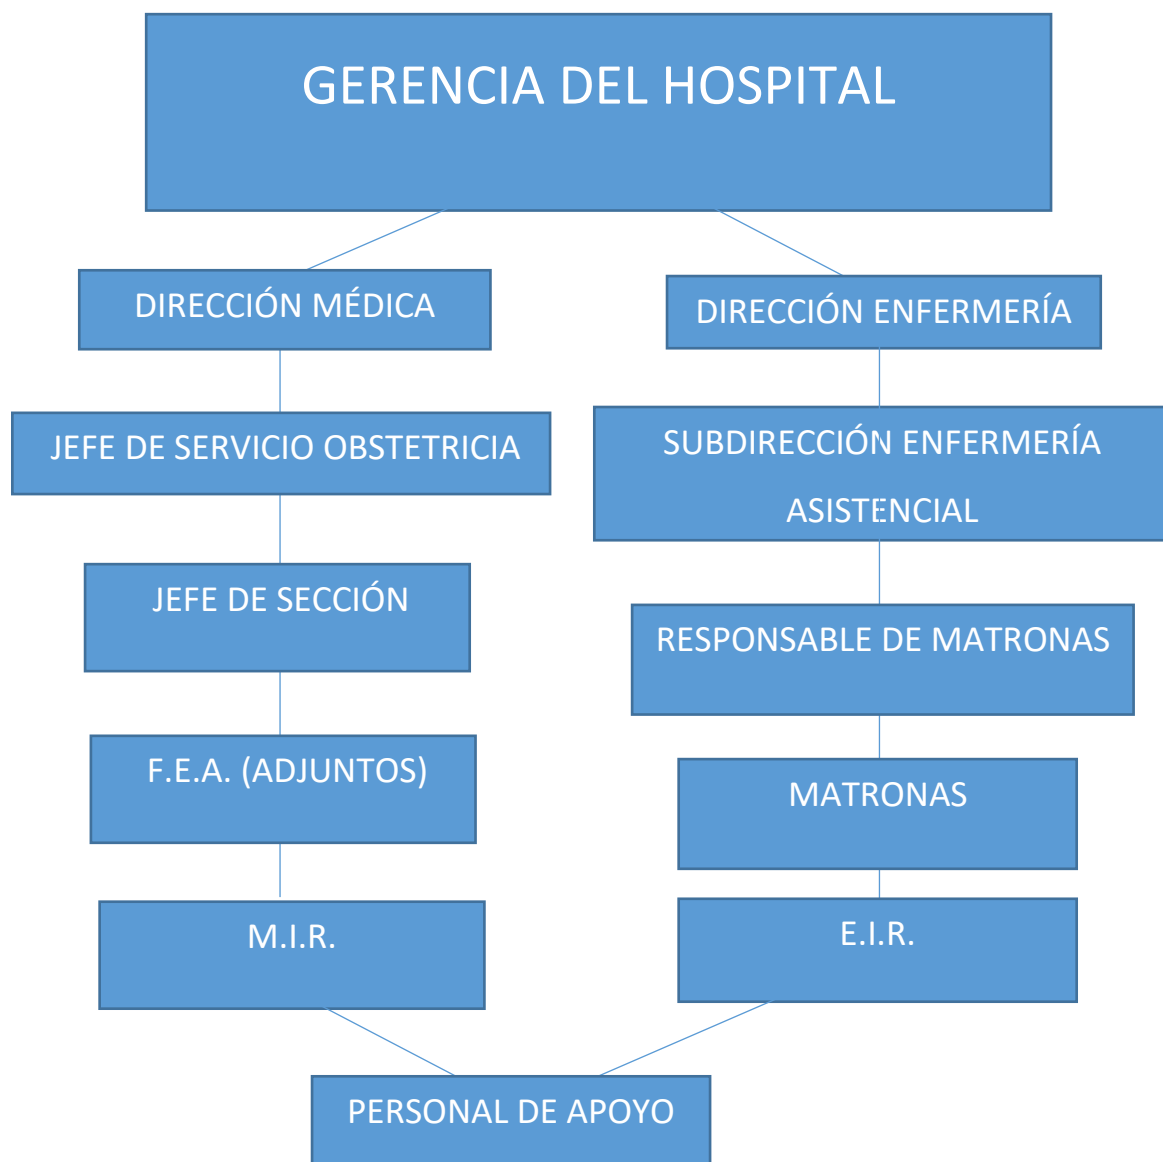 GERENCIA DEL HOSPITAL
DIRECCIÓN MÉDICA
DIRECCIÓN ENFERMERÍA
JEFE DE SERVICIO OBSTETRICIA
SUBDIRECCIÓN ENFERMERÍA
ASISTENCIAL
JEFE DE SECCIÓN
RESPONSABLE DE MATRONAS
F.E.A. (ADJUNTOS)
MATRONAS
M.I.R.
E.I.R.
PERSONAL DE APOYO